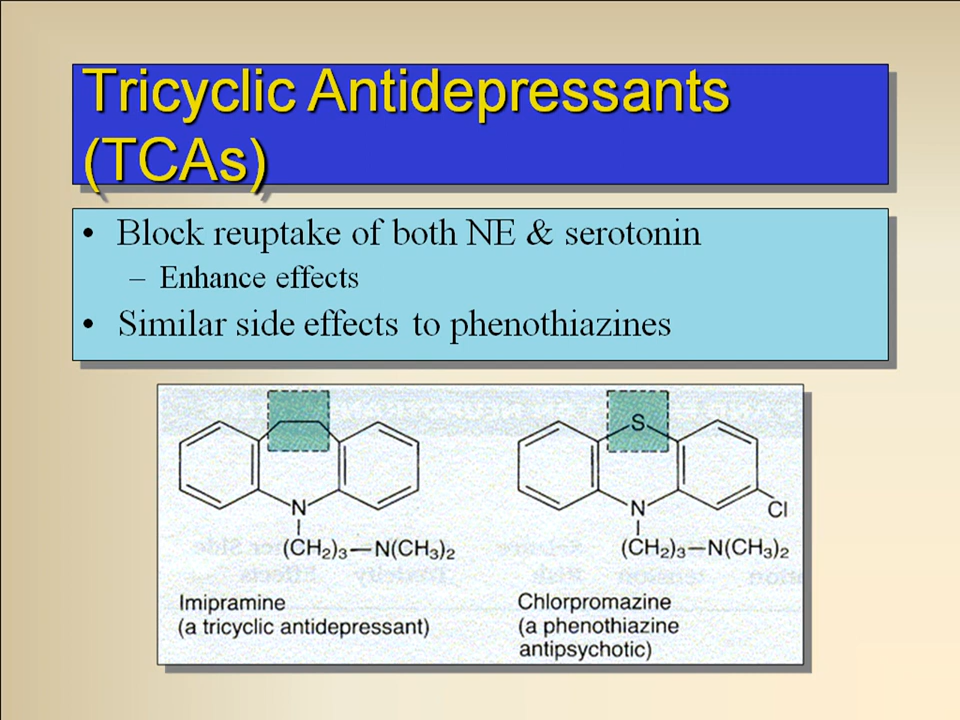 Tricyclic Antidepressants
(TCAs)
• Block reuptake of both NE & serotonin
– Enhance effects
• Similar side effects to phenothiazines
S
N
N
Cl
(CH₂)₃—N(CH₃)₂
(CH₂)₃—N(CH₃)₂
Imipramine
(a tricyclic antidepressant)
Chlorpromazine
(a phenothiazine
antipsychotic)